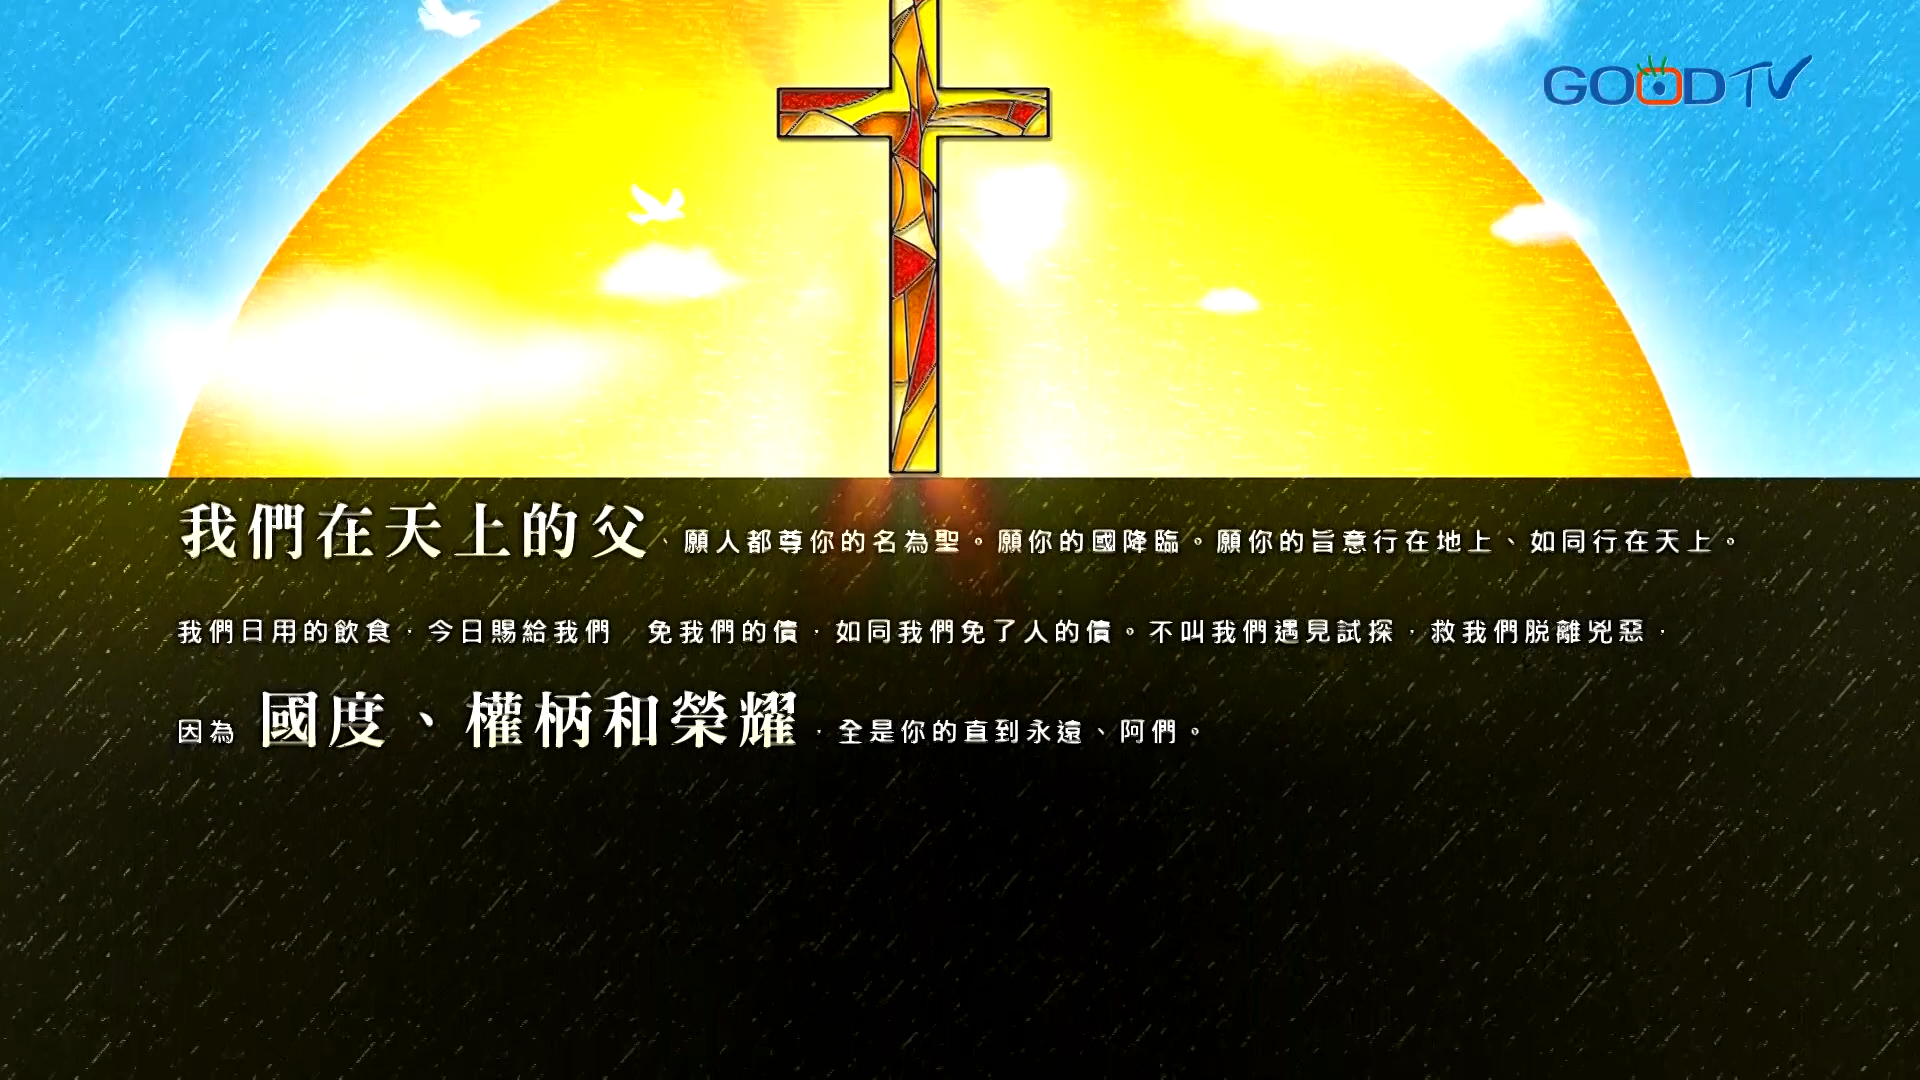 GOOD TV
我們在天上的父、願人都尊你的名為聖。願你的國降臨。願你的旨意行在地上、如同行在天上。
我們日用的飲食，今日賜給我們 免我們的債，如同我們免了人的債。不叫我們遇見試探，救我們脫離兇惡，
因為 國度、權柄和榮耀，全是你的直到永遠、阿們。